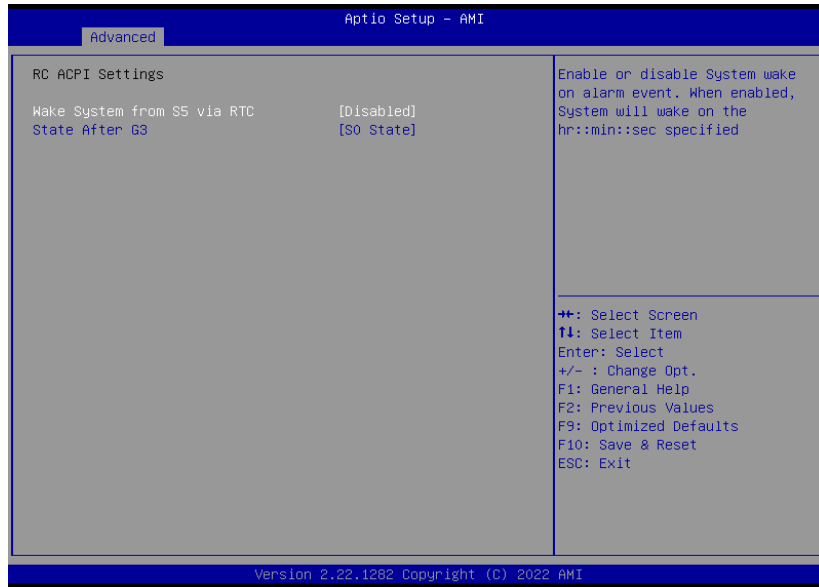 Aptio Setup - AMI
Advanced
RC ACPI Settings
Wake System from S5 via RTC [Disabled]
State After G3 [S0 State]
Enable or disable System wake
on alarm event. When enabled,
System will wake on the
hr::min::sec specified
→←: Select Screen
↑↓: Select Item
Enter: Select
+/- : Change Opt.
F1: General Help
F2: Previous Values
F9: Optimized Defaults
F10: Save & Reset
ESC: Exit
Version 2.22.1282 Copyright (C) 2022 AMI